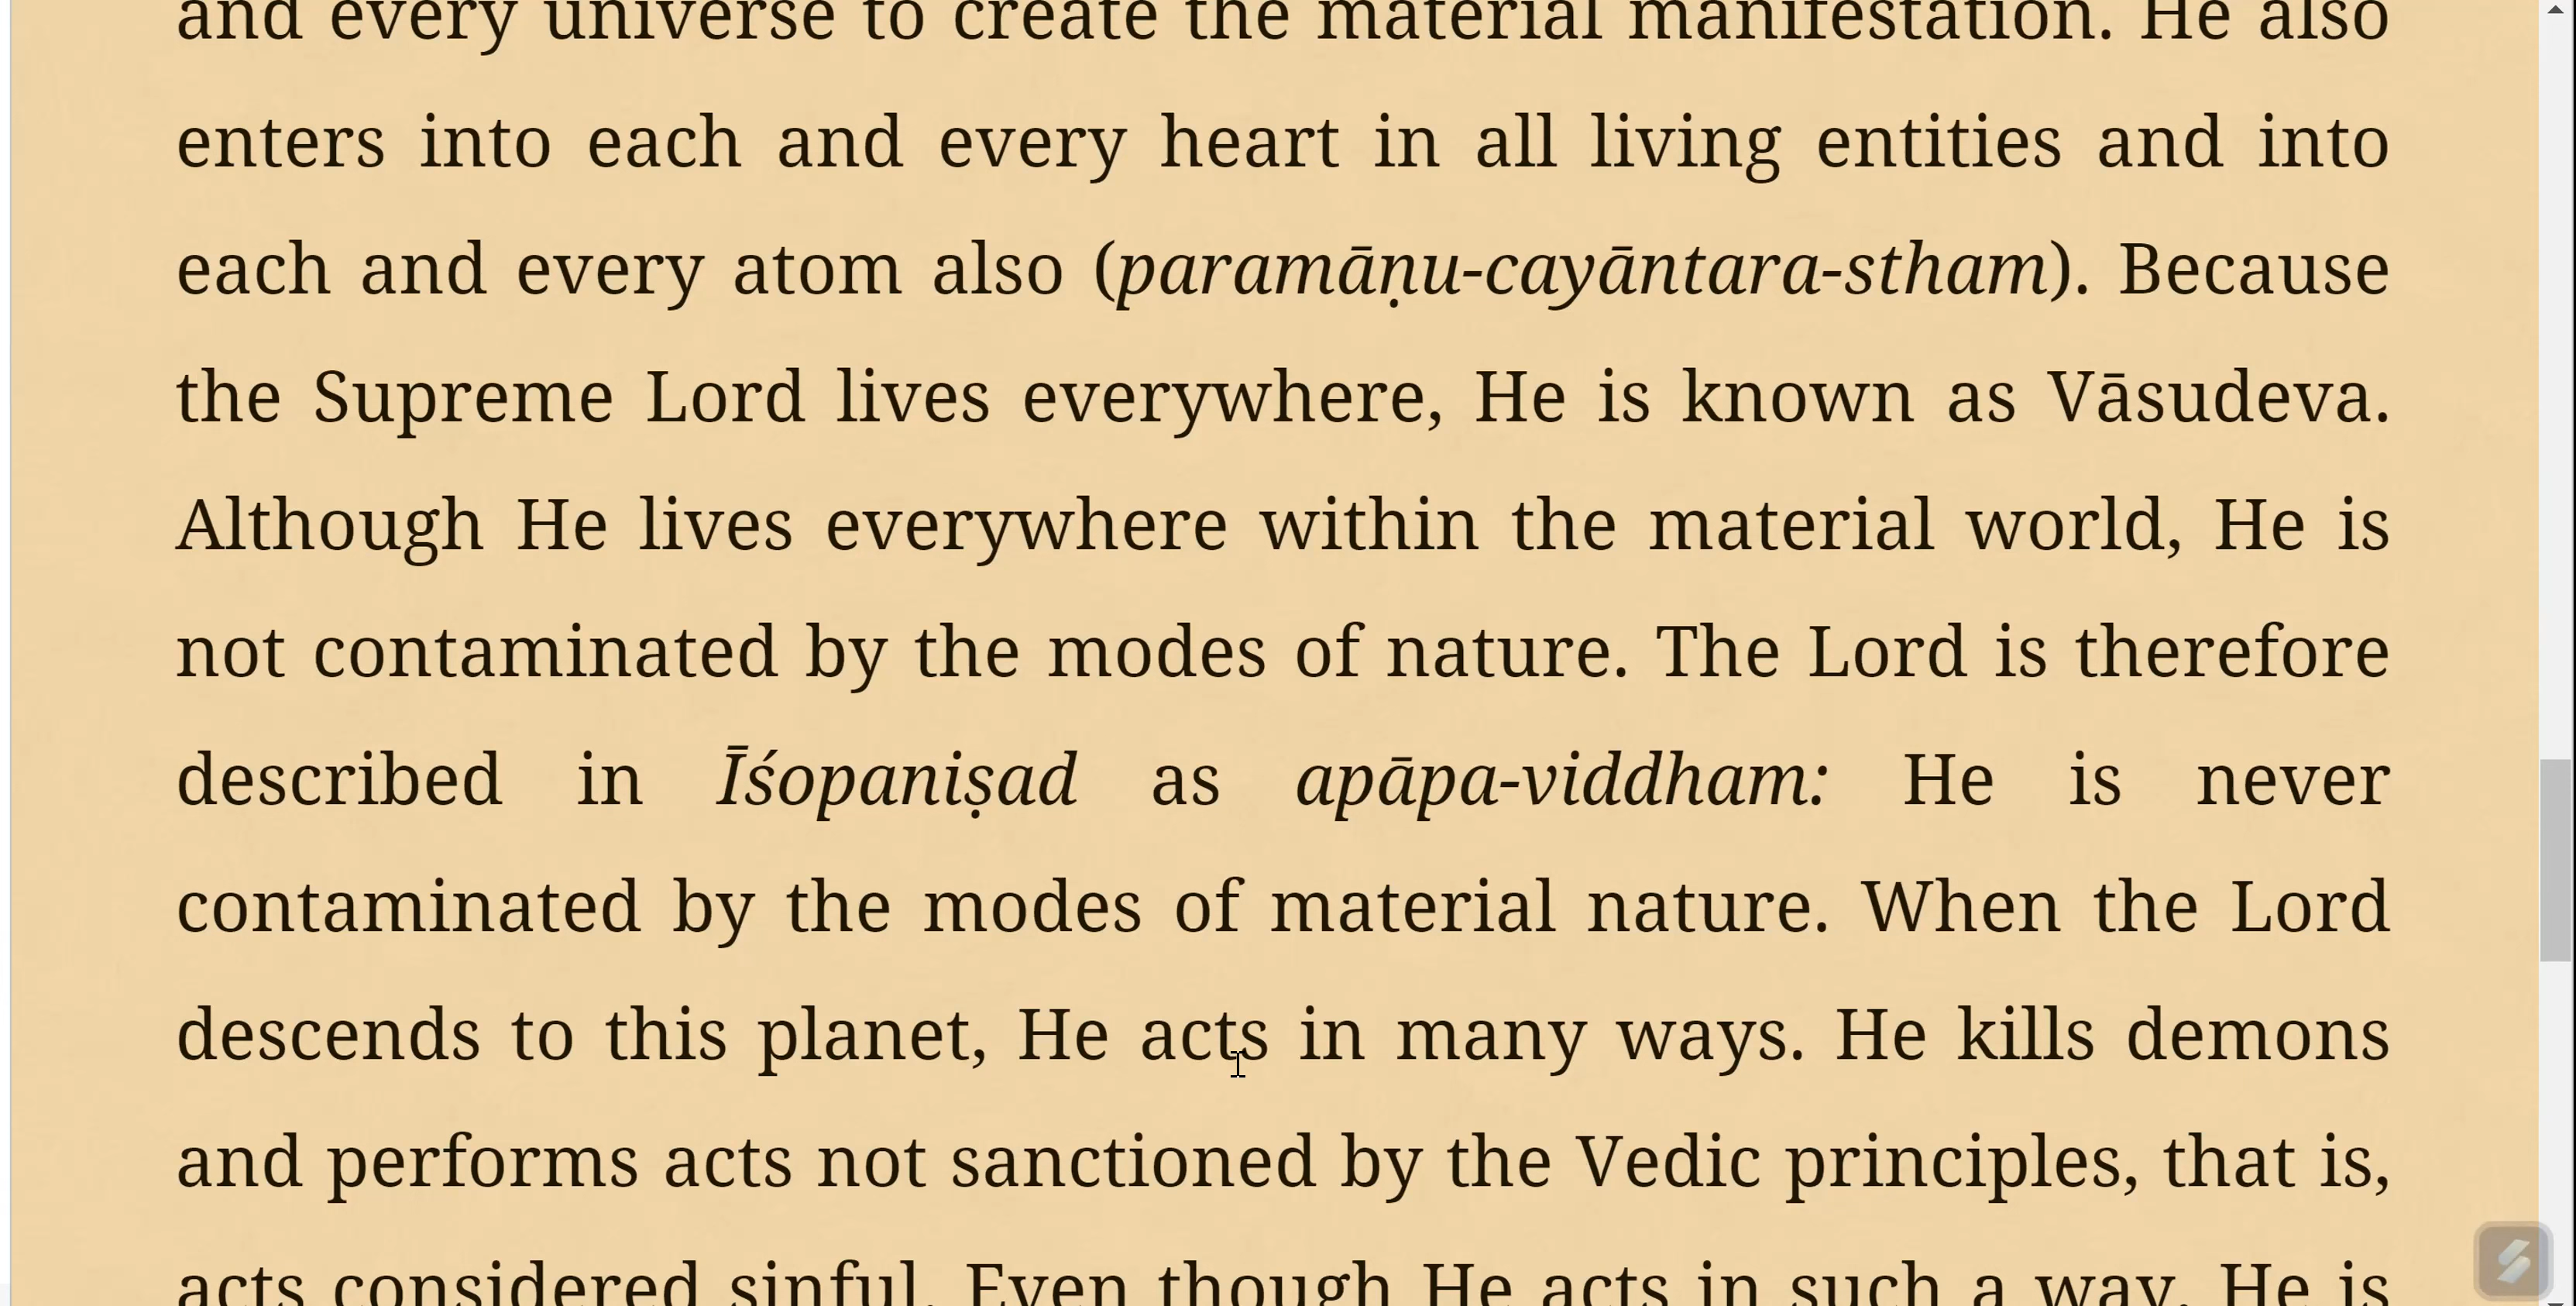 and every universe to create the material manifestation. He also
enters into each and every heart in all living entities and into
each and every atom also (paramāṇu-cayāntara-stham). Because
the Supreme Lord lives everywhere, He is known as Vāsudeva.
Although He lives everywhere within the material world, He is
not contaminated by the modes of nature. The Lord is therefore
described in Īśopaniṣad as apāpa-viddham: He is never
contaminated by the modes of material nature. When the Lord
descends to this planet, He acts in many ways. He kills demons
and performs acts not sanctioned by the Vedic principles, that is,
acts considered sinful. Even though He acts in such a way, He is